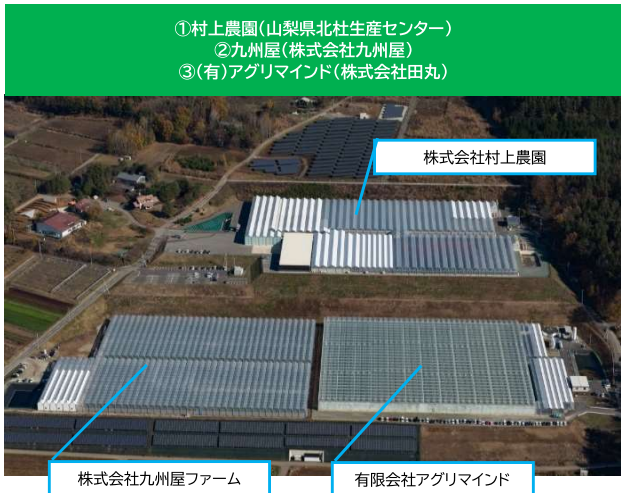 ①村上農園(山梨県北杜生産センター)
②九州屋(株式会社九州屋)
③(有)アグリマインド(株式会社田丸)
株式会社村上農園
株式会社九州屋ファーム
有限会社アグリマインド